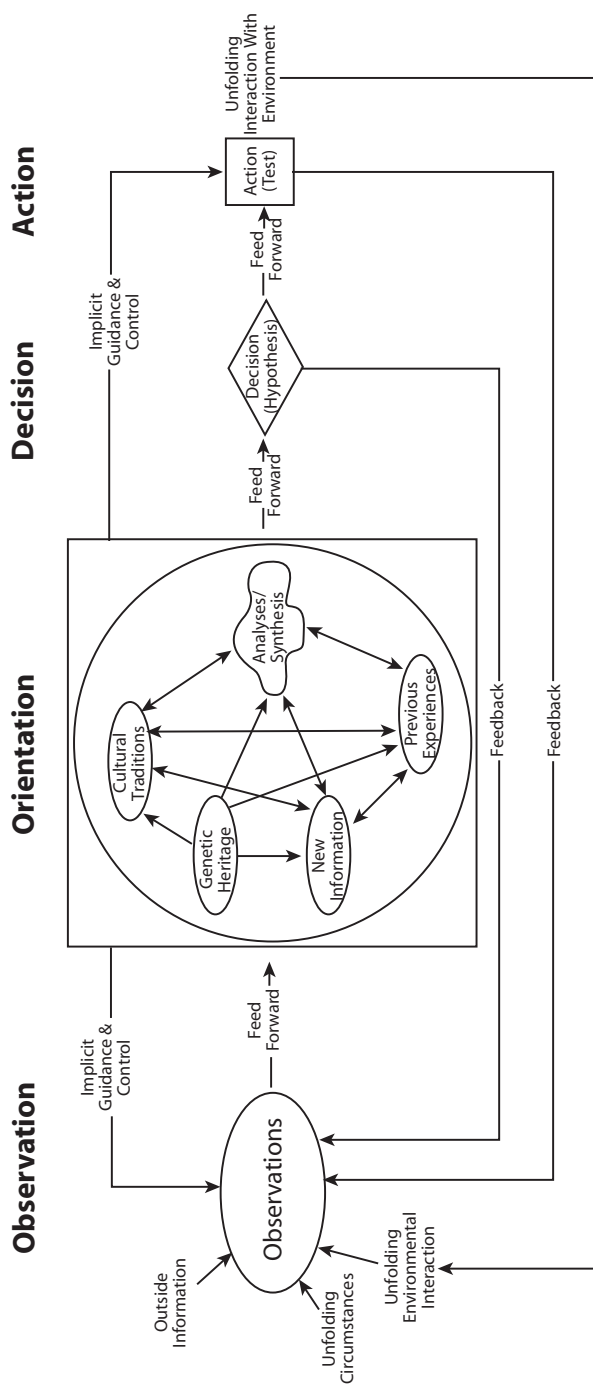 Observation
Orientation
Decision
Action
Implicit
Guidance &
Control
Implicit
Guidance &
Control
Outside
Information
Unfolding
Circumstances
Unfolding
Environmental
Interaction
Observations
Feed
Forward
Cultural
Traditions
Genetic
Heritage
New
Information
Previous
Experiences
Analyses/
Synthesis
Feed
Forward
Decision
(Hypothesis)
Feed
Forward
Action
(Test)
Unfolding
Interaction With
Environment
Feedback
Feedback